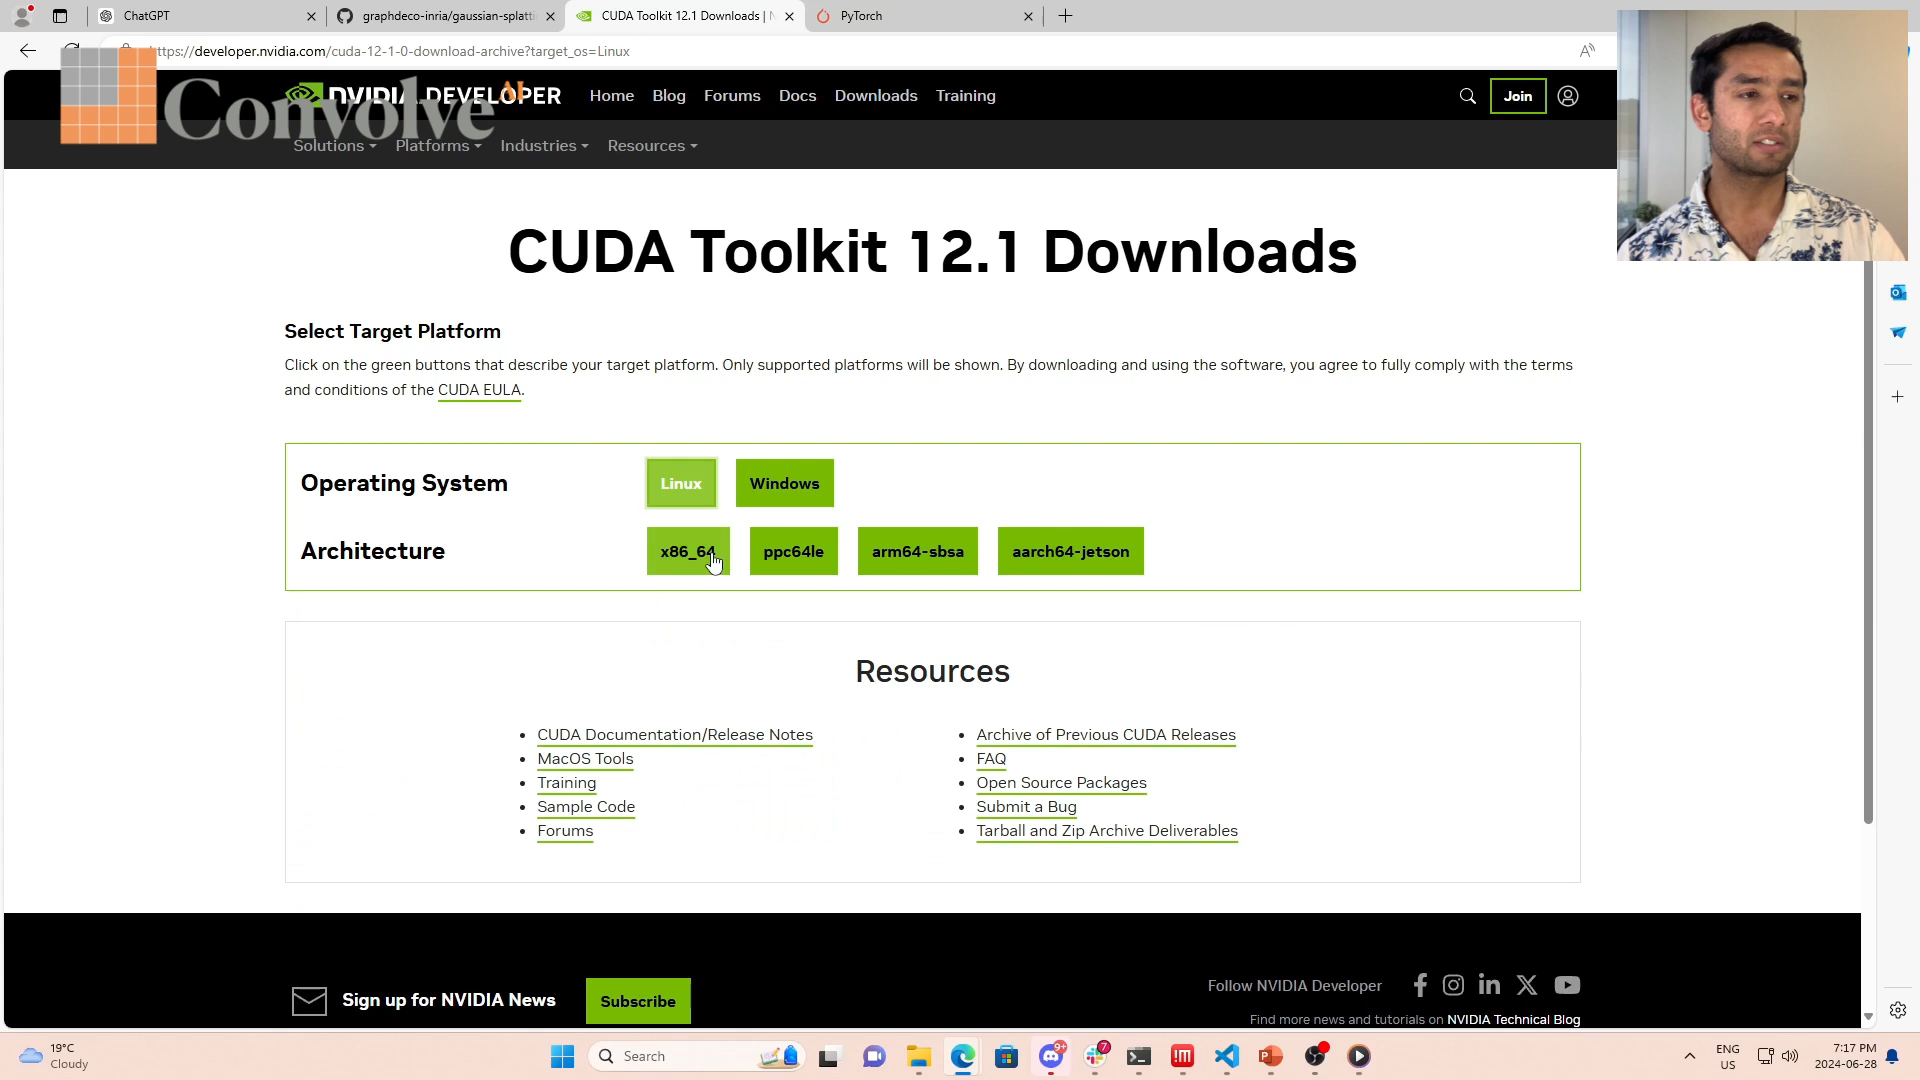 ChatGPT
graphdeco-inria/gaussian-splatti
CUDA Toolkit 12.1 Downloads | N
PyTorch
https://developer.nvidia.com/cuda-12-1-0-download-archive?target_os=Linux
Convolve
AI
NVIDIA DEVELOPER
Home
Blog
Forums
Docs
Downloads
Training
Join
Solutions
Platforms
Industries
Resources
CUDA Toolkit 12.1 Downloads
Select Target Platform
Click on the green buttons that describe your target platform. Only supported platforms will be shown. By downloading and using the software, you agree to fully comply with the terms
and conditions of the CUDA EULA.
Operating System
Linux
Windows
Architecture
x86_64
ppc64le
arm64-sbsa
aarch64-jetson
Resources
CUDA Documentation/Release Notes
MacOS Tools
Training
Sample Code
Forums
Archive of Previous CUDA Releases
FAQ
Open Source Packages
Submit a Bug
Tarball and Zip Archive Deliverables
Sign up for NVIDIA News
Subscribe
Follow NVIDIA Developer
Find more news and tutorials on NVIDIA Technical Blog
19°C
Cloudy
Search
9+
7
ENG
US
7:17 PM
2024-06-28